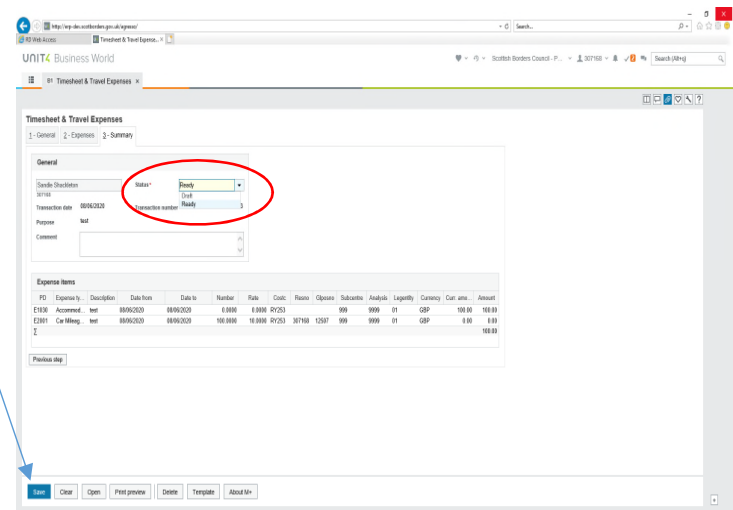 http://erp-dev.scotborders.gov.uk/agresso/
Search...
RD Web Access
Timesheet & Travel Expense...
UNIT4 Business World
Scottish Borders Council - P...
307168
2
Search (Alt+q)
Timesheet & Travel Expenses
Timesheet & Travel Expenses
1 - General 2 - Expenses 3 - Summary
General
Sandie Shackleton
Status* Ready
Draft
Ready
Transaction date 08/06/2020 Transaction number
Purpose test
Comment
Expense items
PD Expense ty... Description Date from Date to Number Rate Costc Resno Subcentre Analysis Legentity Currency Curr. amo... Amount
E1030 Accommod... test 08/06/2020 08/06/2020 0.0000 0.0000 RY253 999 9999 01 GBP 100.00 100.00
E2001 Car Mileag... test 08/06/2020 08/06/2020 100.0000 10.0000 RY253 307168 12507 999 9999 01 GBP 0.00 0.00
Σ 100.00
Previous step
Save Clear Open Print preview Delete Template About M+